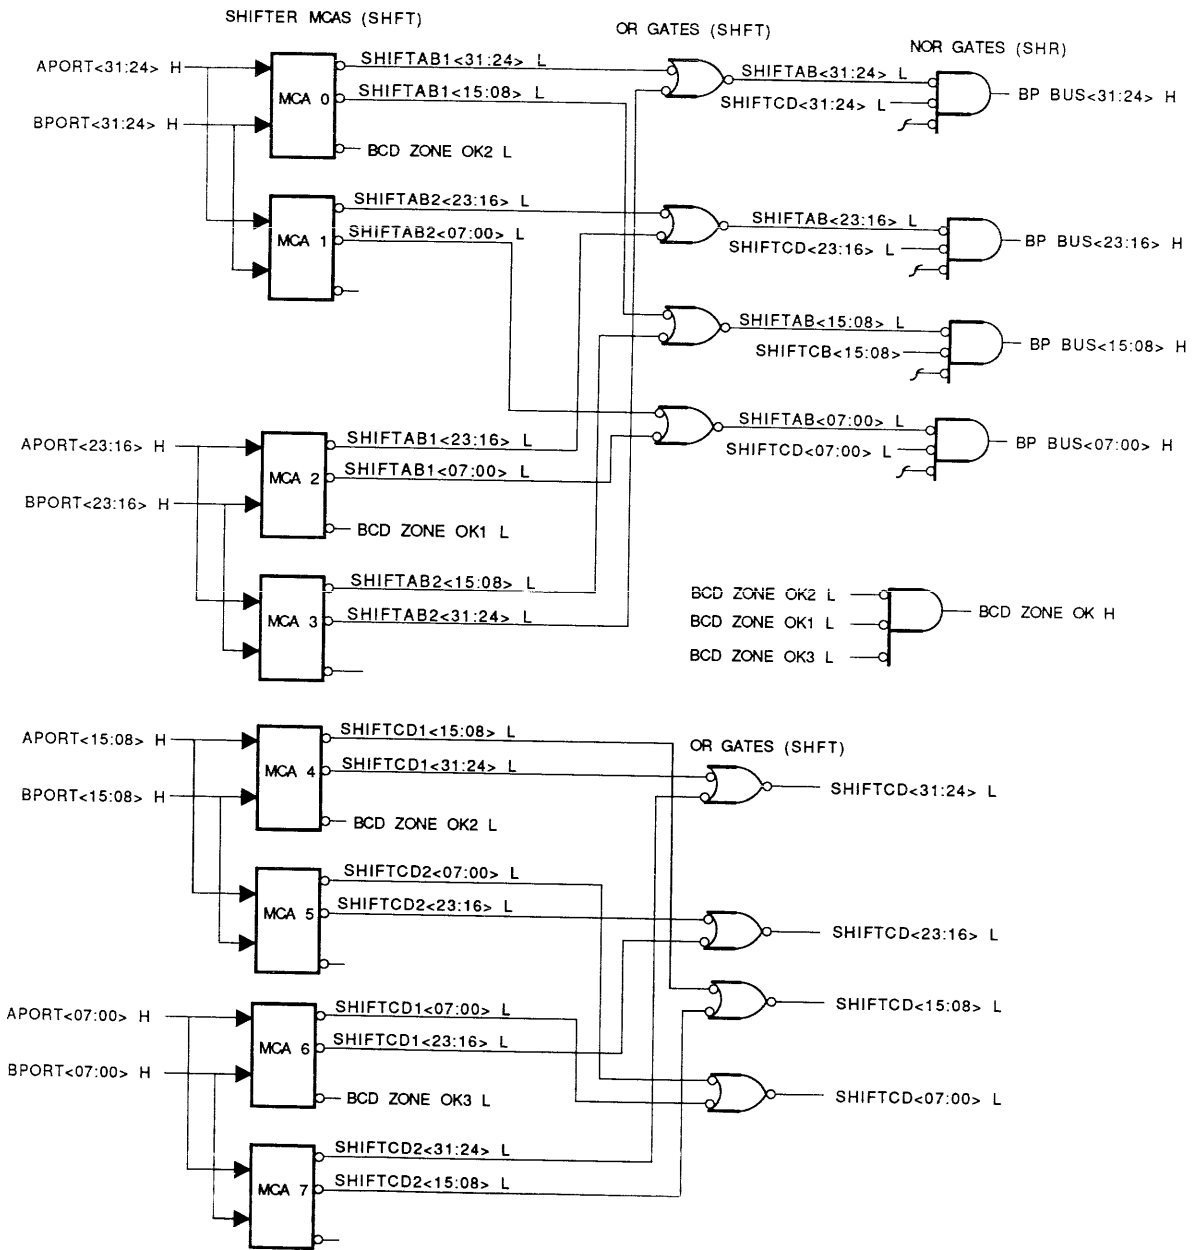 SHIFTER MCAS (SHFT)
OR GATES (SHFT)
NOR GATES (SHR)
APORT<31:24> H
BPORT<31:24> H
MCA 0
SHIFTAB1<31:24> L
SHIFTAB1<15:08> L
BCD ZONE OK2 L
SHIFTAB<31:24> L
SHIFTCD<31:24> L
BP BUS<31:24> H
MCA 1
SHIFTAB2<23:16> L
SHIFTAB2<07:00> L
SHIFTAB<23:16> L
SHIFTCD<23:16> L
BP BUS<23:16> H
SHIFTAB<15:08> L
SHIFTCB<15:08>
BP BUS<15:08> H
SHIFTAB<07:00> L
SHIFTCD<07:00> L
BP BUS<07:00> H
APORT<23:16> H
BPORT<23:16> H
MCA 2
SHIFTAB1<23:16> L
SHIFTAB1<07:00> L
BCD ZONE OK1 L
MCA 3
SHIFTAB2<15:08> L
SHIFTAB2<31:24> L
BCD ZONE OK2 L
BCD ZONE OK1 L
BCD ZONE OK3 L
BCD ZONE OK H
APORT<15:08> H
BPORT<15:08> H
MCA 4
SHIFTCD1<15:08> L
SHIFTCD1<31:24> L
BCD ZONE OK2 L
OR GATES (SHFT)
SHIFTCD<31:24> L
MCA 5
SHIFTCD2<07:00> L
SHIFTCD2<23:16> L
SHIFTCD<23:16> L
APORT<07:00> H
BPORT<07:00> H
MCA 6
SHIFTCD1<07:00> L
SHIFTCD1<23:16> L
BCD ZONE OK3 L
SHIFTCD<15:08> L
SHIFTCD<07:00> L
MCA 7
SHIFTCD2<31:24> L
SHIFTCD2<15:08> L